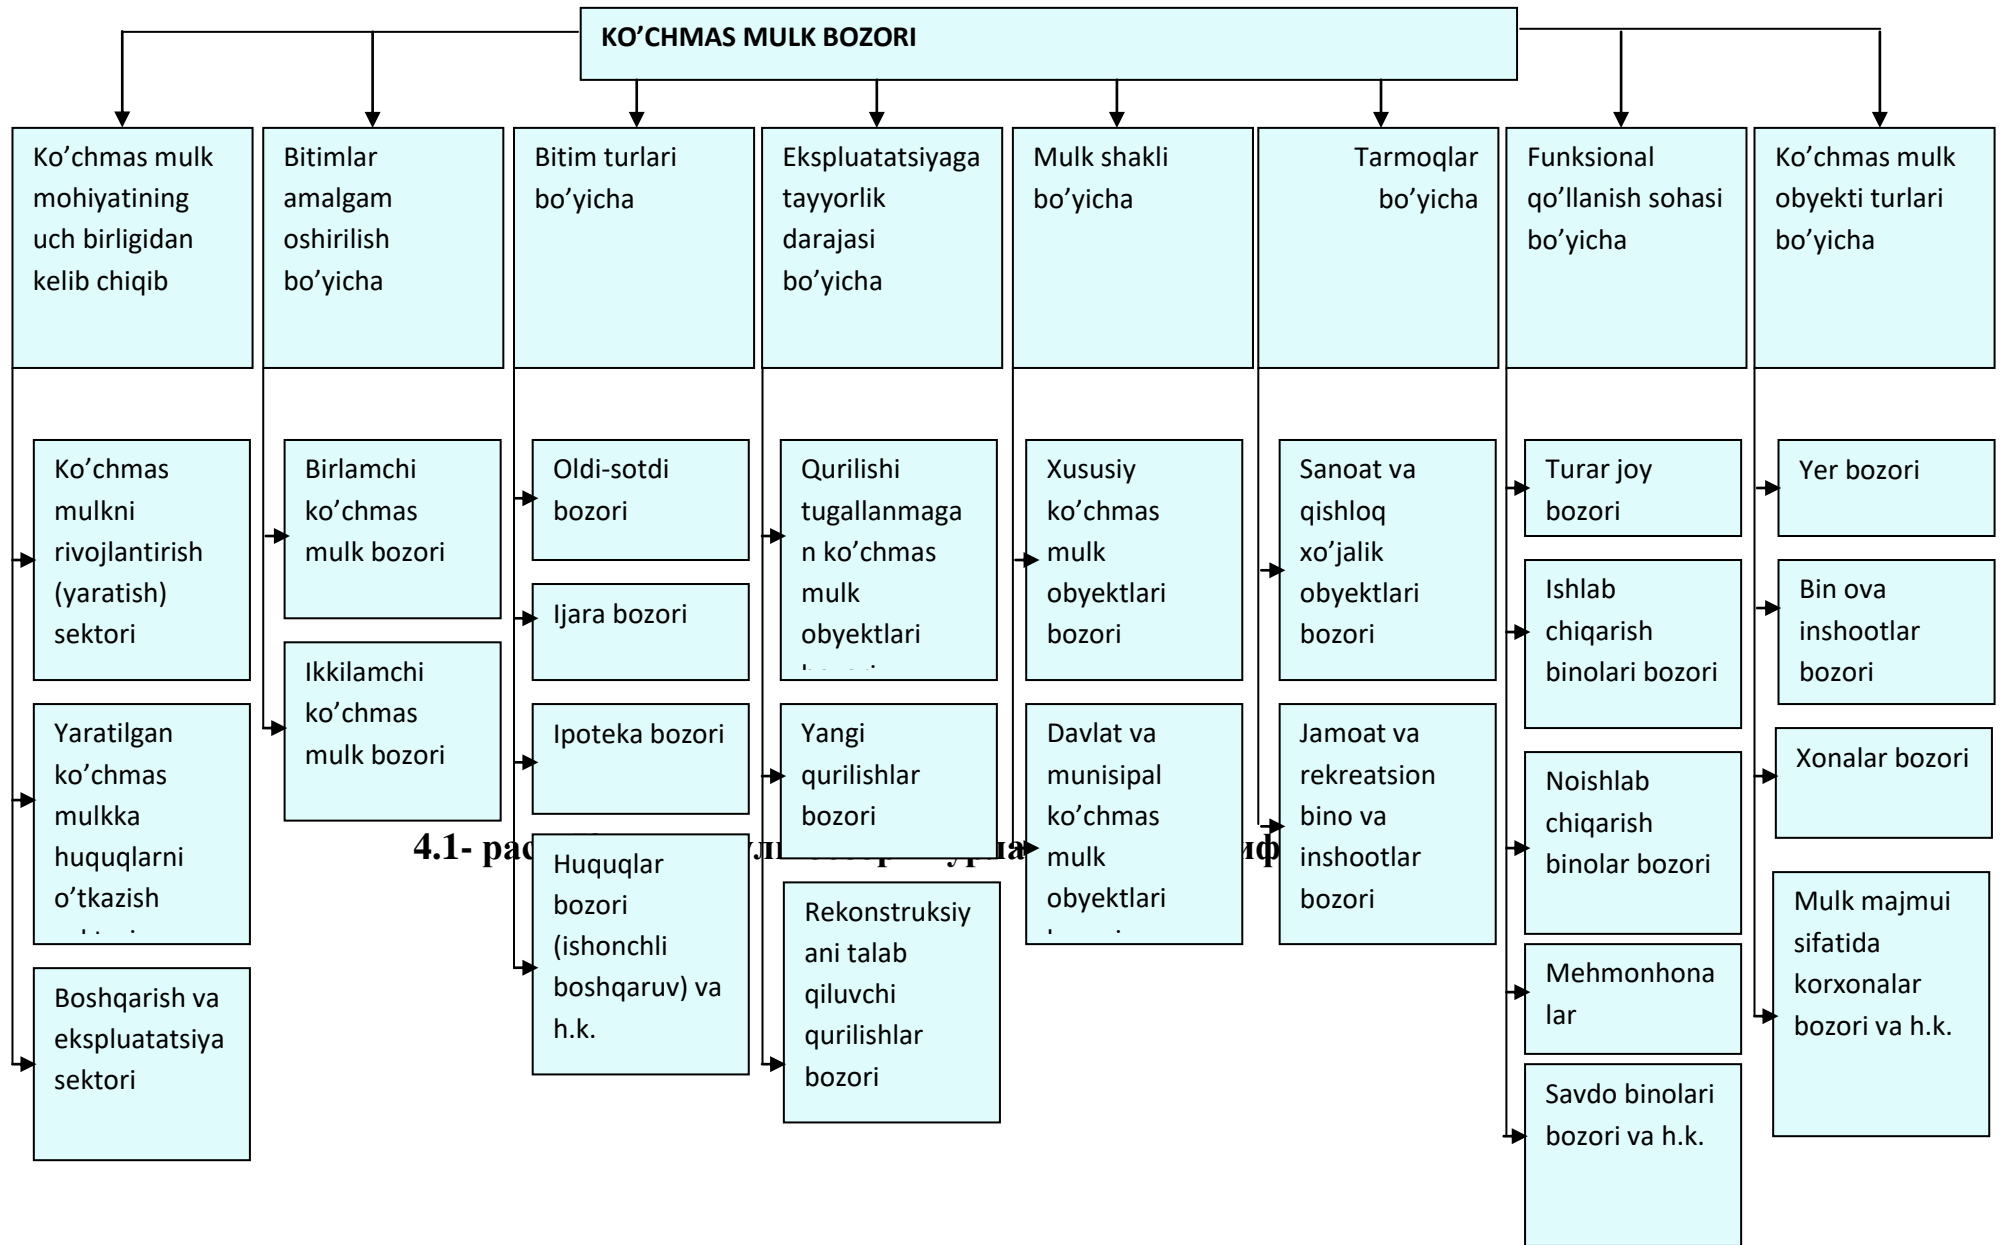 KO’CHMAS MULK BOZORI
Ko’chmas mulk
mohiyatining
uch birligidan
kelib chiqib
Bitimlar
amalgam
oshirilish
bo’yicha
Bitim turlari
bo’yicha
Ekspluatatsiyaga
tayyorlik
darajasi
bo’yicha
Mulk shakli
bo’yicha
Tarmoqlar
bo’yicha
Funksional
qo’llanish sohasi
bo’yicha
Ko’chmas mulk
obyekti turlari
bo’yicha
Ko’chmas
mulkni
rivojlantirish
(yaratish)
sektori
Yaratilgan
ko’chmas
mulkka
huquqlarni
o’tkazish
Boshqarish va
ekspluatatsiya
sektori
Birlamchi
ko’chmas
mulk bozori
Ikkilamchi
ko’chmas
mulk bozori
Oldi-sotdi
bozori
Ijara bozori
Ipoteka bozori
Huquqlar
bozori
(ishonchli
boshqaruv) va
h.k.
Qurilishi
tugallanmaga
n ko’chmas
mulk
obyektlari
Yangi
qurilishlar
bozori
Rekonstruksiy
ani talab
qiluvchi
qurilishlar
bozori
Xususiy
ko’chmas
mulk
obyektlari
bozori
Davlat va
munisipal
ko’chmas
mulk
obyektlari
Sanoat va
qishloq
xo’jalik
obyektlari
bozori
Jamoat va
rekreatsion
bino va
inshootlar
bozori
Turar joy
bozori
Ishlab
chiqarish
binolari bozori
Noishlab
chiqarish
binolar bozori
Mehmonhona
lar
Savdo binolari
bozori va h.k.
Yer bozori
Bin ova
inshootlar
bozori
Xonalar bozori
Mulk majmui
sifatida
korxonalar
bozori va h.k.
4.1-